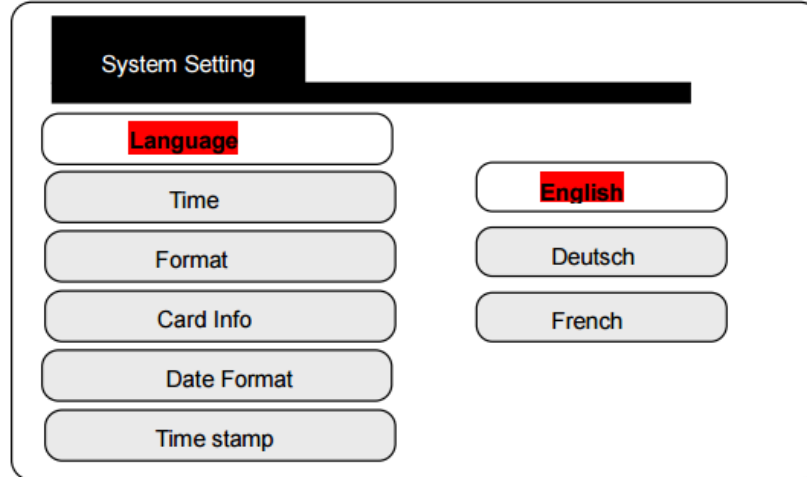 System Setting
Language
Time
Format
Card Info
Date Format
Time stamp
English
Deutsch
French